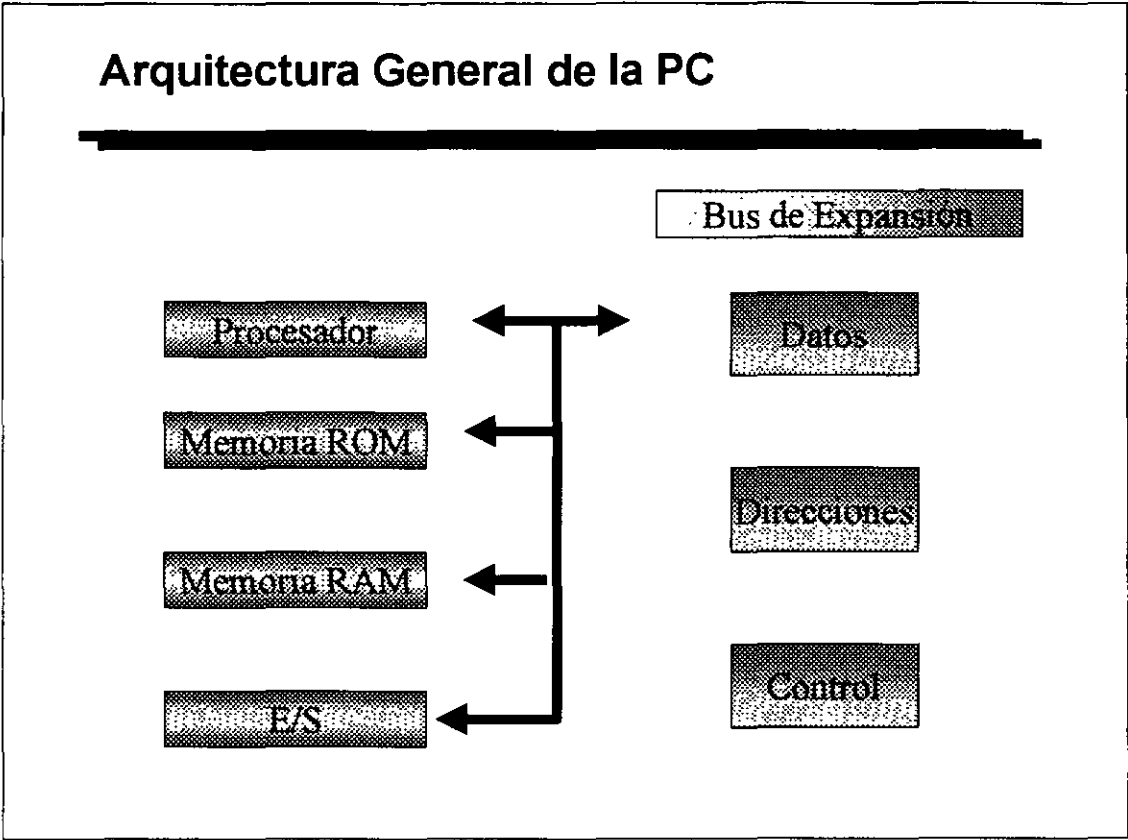 Arquitectura General de la PC
Bus de Expansión
Procesador
Datos
Memoria ROM
Direcciones
Memoria RAM
Control
E/S